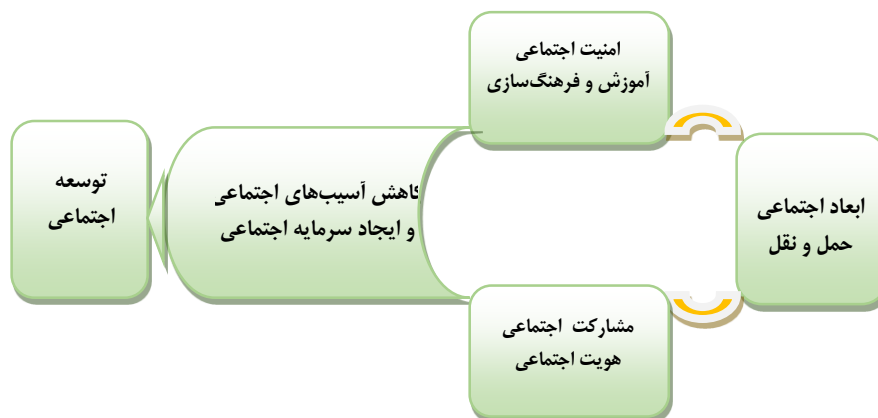 امنیت اجتماعی
آموزش و فرهنگ‌سازی
ابعاد اجتماعی
حمل و نقل
کاهش آسیب‌های اجتماعی
و ایجاد سرمایه اجتماعی
توسعه
اجتماعی
مشارکت اجتماعی
هویت اجتماعی